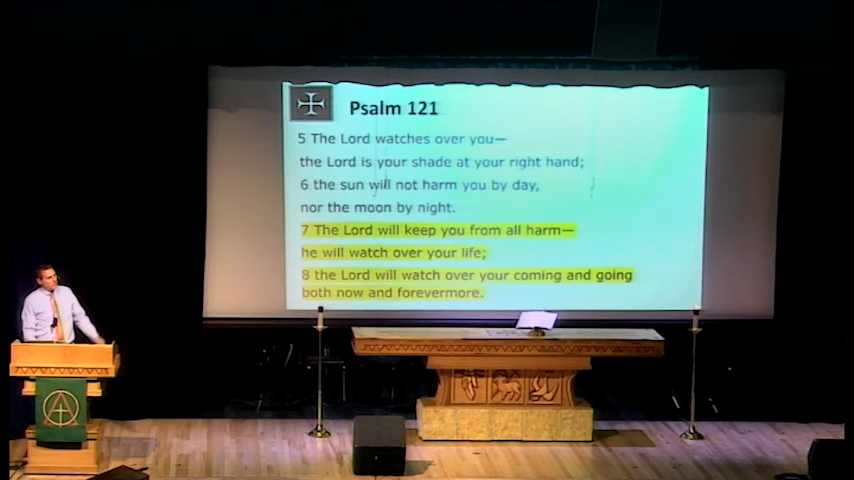 Psalm 121
5 The Lord watches over you—
the Lord is your shade at your right hand;
6 the sun will not harm you by day,
nor the moon by night.
7 The Lord will keep you from all harm—
he will watch over your life;
8 the Lord will watch over your coming and going
both now and forevermore.